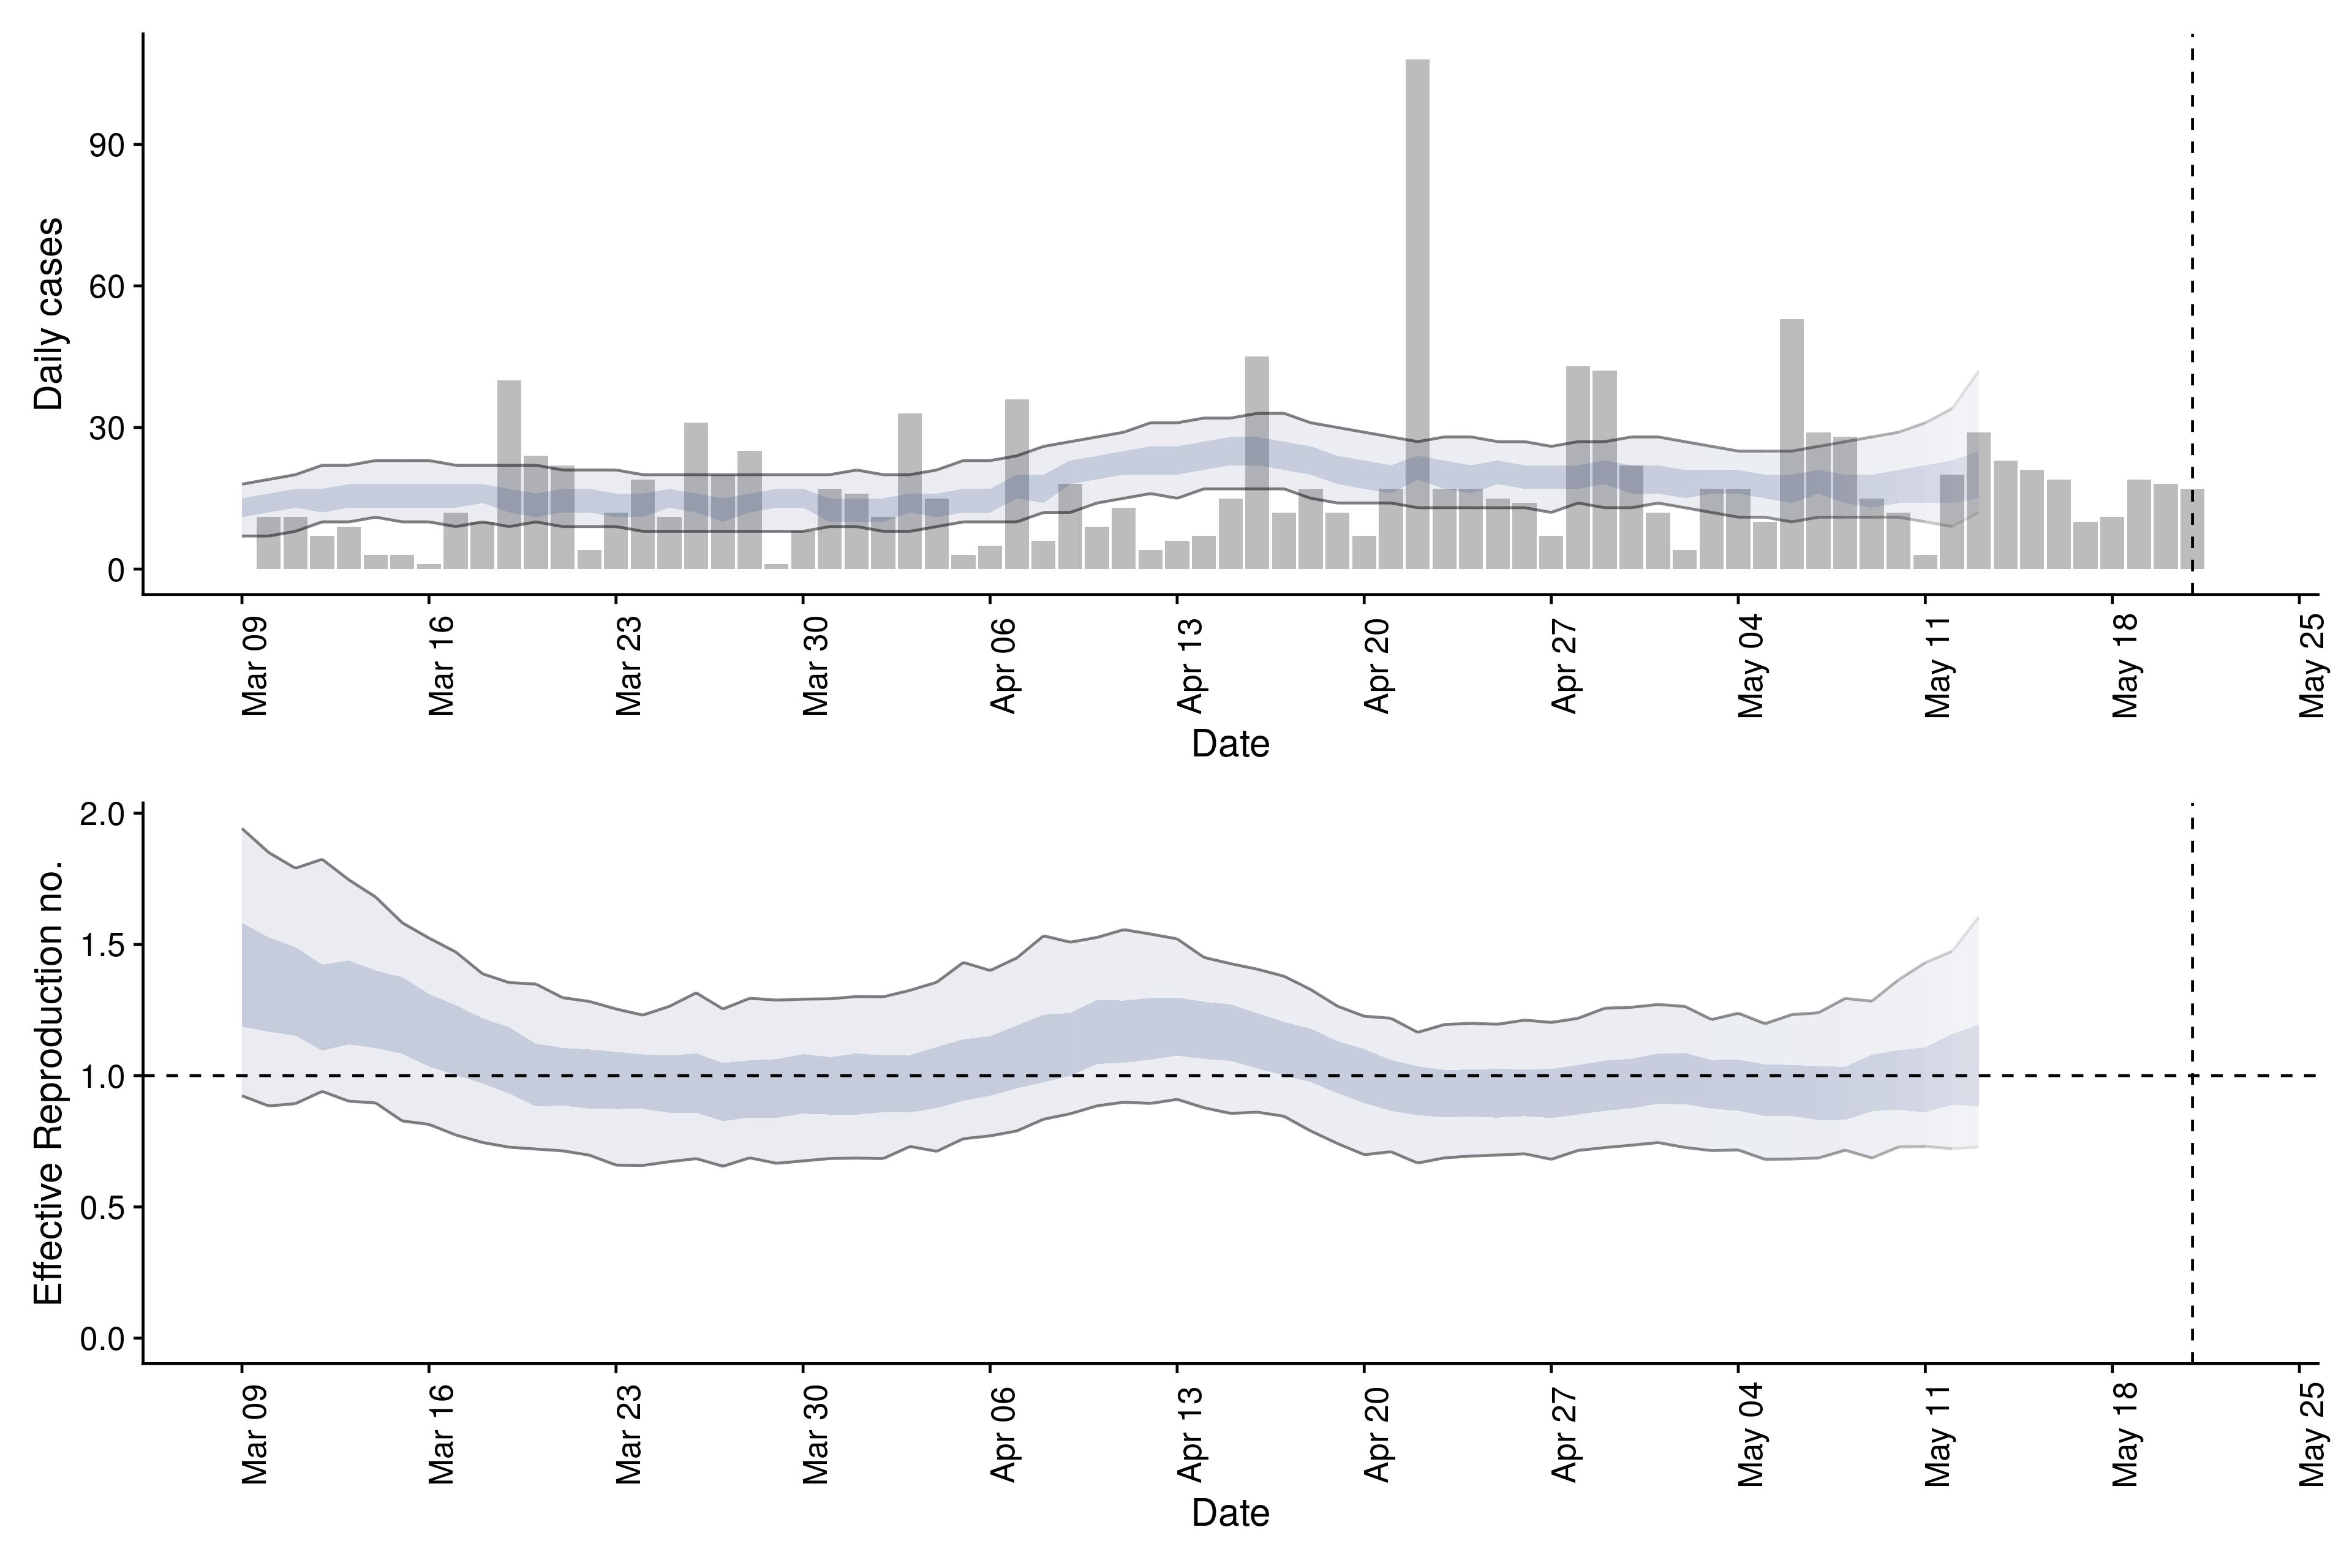 Daily cases
90
60
30
0
Mar 09
Mar 16
Mar 23
Mar 30
Apr 06
Apr 13
Apr 20
Apr 27
May 04
May 11
May 18
May 25
Date
Effective Reproduction no.
2.0
1.5
1.0
0.5
0.0
Mar 09
Mar 16
Mar 23
Mar 30
Apr 06
Apr 13
Apr 20
Apr 27
May 04
May 11
May 18
May 25
Date